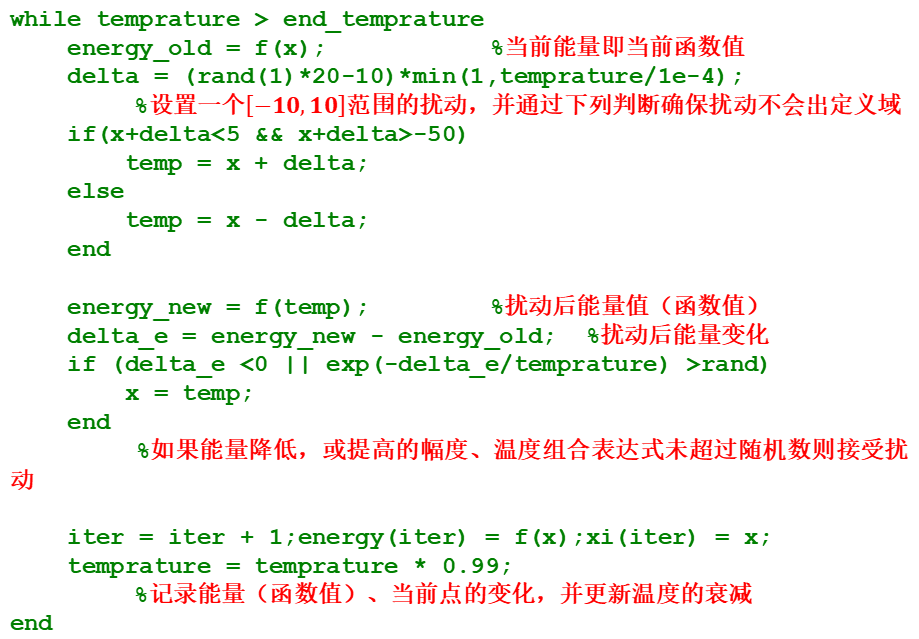 while temprature > end_temprature
    energy_old = f(x);            %当前能量即当前函数值
    delta = (rand(1)*20-10)*min(1,temprature/1e-4);
         %设置一个[−10, 10]范围的扰动，并通过下列判断确保扰动不会出定义域
    if(x+delta<5 && x+delta>-50)
        temp = x + delta;
    else
        temp = x - delta;
    end
    energy_new = f(temp);         %扰动后能量值（函数值）
    delta_e = energy_new - energy_old;  %扰动后能量变化
    if (delta_e <0 || exp(-delta_e/temprature) >rand)
        x = temp;
    end
         %如果能量降低，或提高的幅度、温度组合表达式未超过随机数则接受扰
动
    iter = iter + 1;energy(iter) = f(x);xi(iter) = x;
    temprature = temprature * 0.99;
         %记录能量（函数值）、当前点的变化，并更新温度的衰减
end